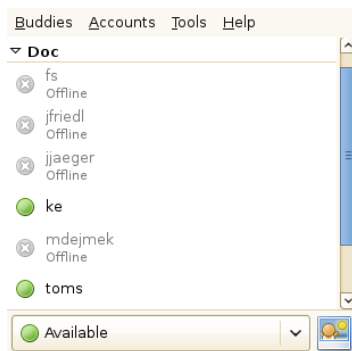 Buddies Accounts Tools Help
Doc
fs
Offline
jfriedl
Offline
jjaeger
Offline
ke
mdejmek
Offline
toms
Available